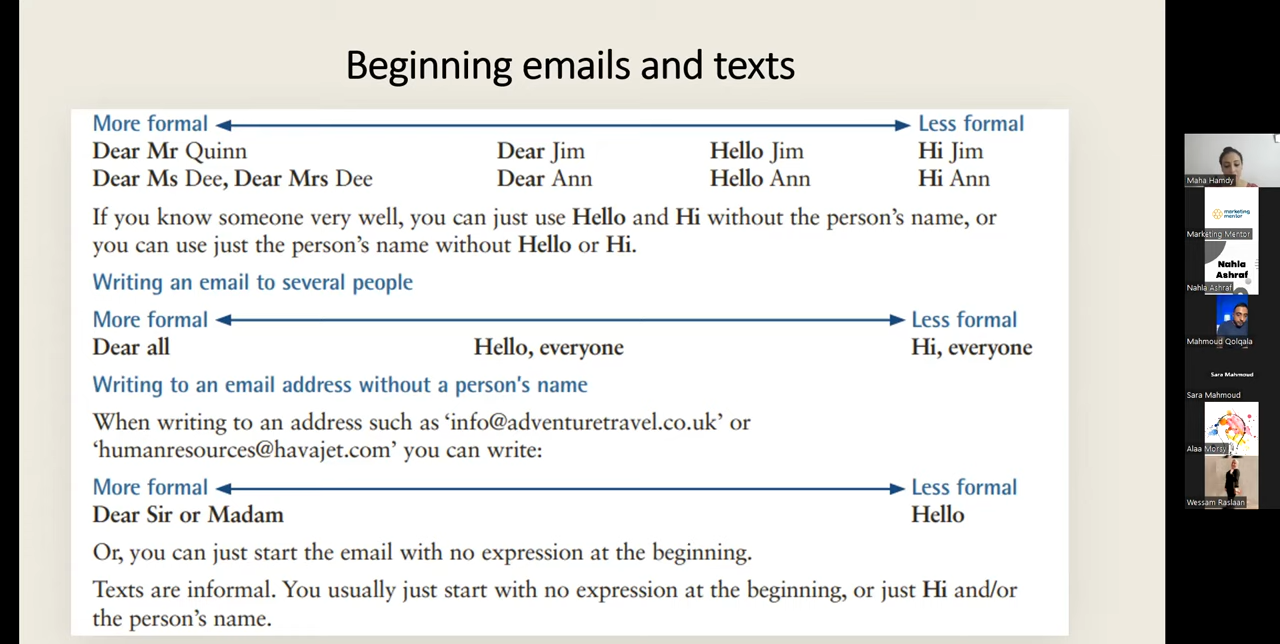 Beginning emails and texts
More formal Less formal
Dear Mr Quinn Dear Jim Hello Jim Hi Jim
Dear Ms Dee, Dear Mrs Dee Dear Ann Hello Ann Hi Ann
If you know someone very well, you can just use Hello and Hi without the person's name, or
you can use just the person's name without Hello or Hi.
Writing an email to several people
More formal Less formal
Dear all Hello, everyone Hi, everyone
Writing to an email address without a person's name
When writing to an address such as 'info@adventuretravel.co.uk' or
'humanresources@havajet.com' you can write:
More formal Less formal
Dear Sir or Madam Hello
Or, you can just start the email with no expression at the beginning.
Texts are informal. You usually just start with no expression at the beginning, or just Hi and/or
the person's name.
Maha Hamdy
marketing
mentor
Marketing Mentor
Nahla
Ashraf
Nahla Ashraf
Mahmoud Qolqala
Sara Mahmoud
Sara Mahmoud
Alaa Morsy
Wessam Raslaan